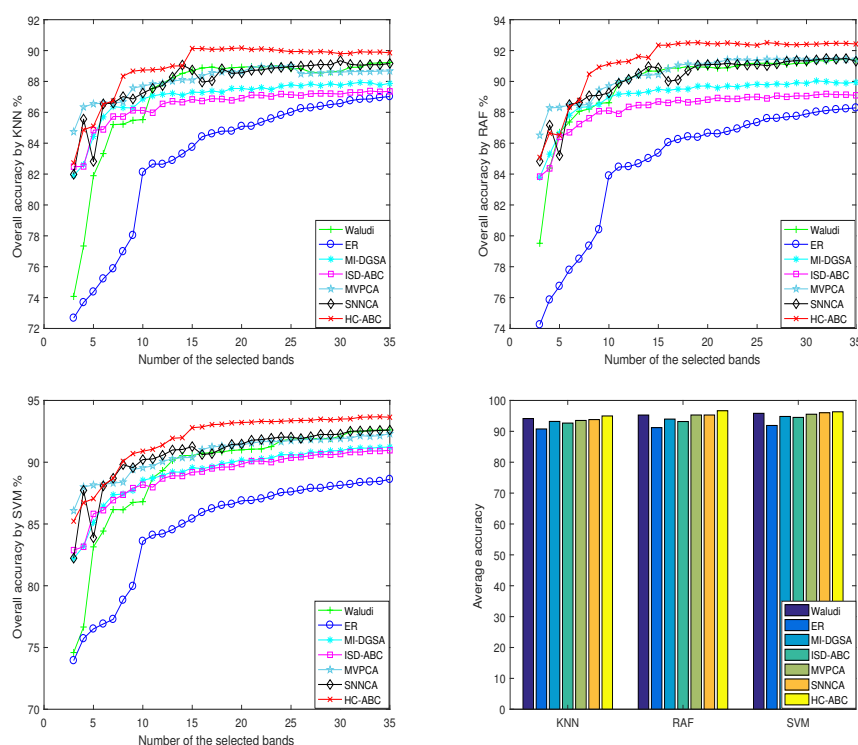 Overall accuracy by KNN %
92
90
88
86
84
82
80
78
76
74
72
0 5 10 15 20 25 30 35
Number of the selected bands
Waludi
ER
MI-DGSA
ISD-ABC
MVPCA
SNNCA
HC-ABC
Overall accuracy by RAF %
94
92
90
88
86
84
82
80
78
76
74
0 5 10 15 20 25 30 35
Number of the selected bands
Waludi
ER
MI-DGSA
ISD-ABC
MVPCA
SNNCA
HC-ABC
Overall accuracy by SVM %
95
90
85
80
75
70
0 5 10 15 20 25 30 35
Number of the selected bands
Waludi
ER
MI-DGSA
ISD-ABC
MVPCA
SNNCA
HC-ABC
Average accuracy
100
90
80
70
60
50
40
30
20
10
0
KNN RAF SVM
Waludi
ER
MI-DGSA
ISD-ABC
MVPCA
SNNCA
HC-ABC